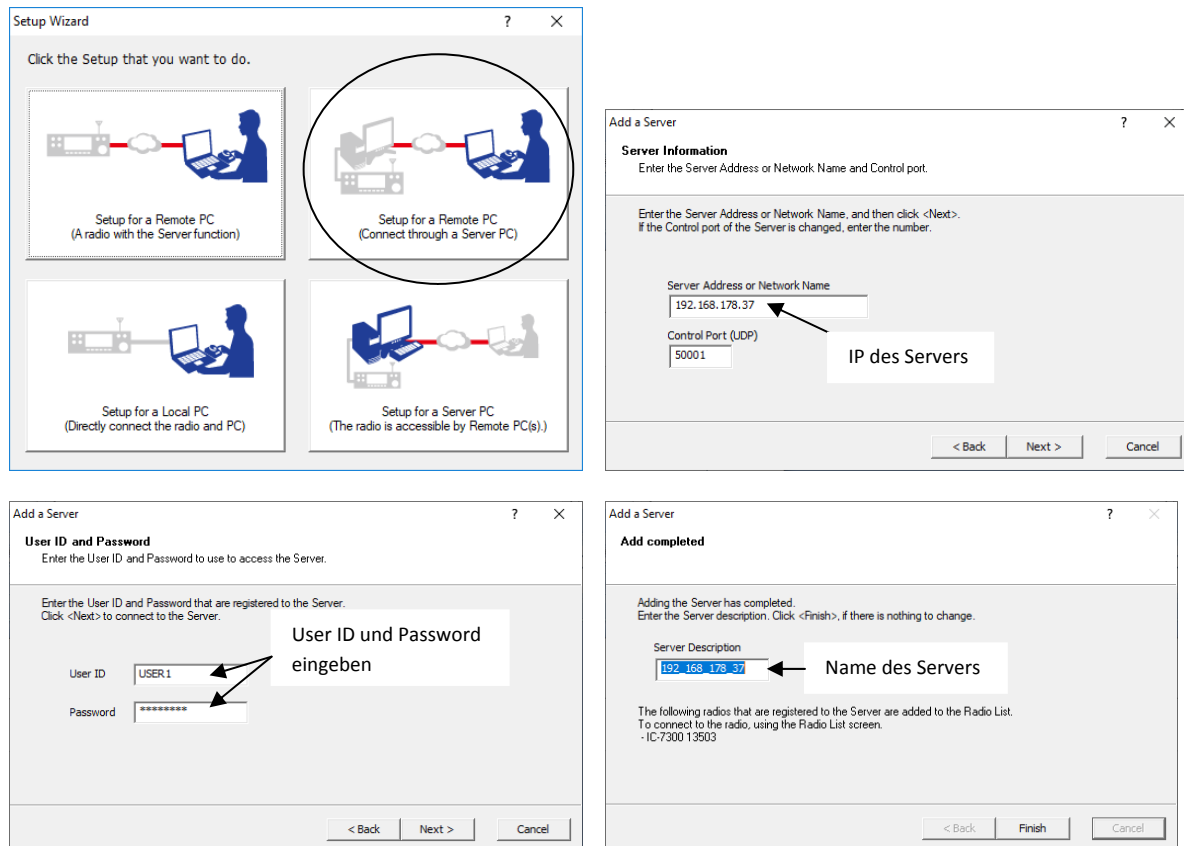 Setup Wizard
?
Click the Setup that you want to do.
Setup for a Remote PC
(A radio with the Server function)
Setup for a Remote PC
(Connect through a Server PC)
Setup for a Local PC
(Directly connect the radio and PC)
Setup for a Server PC
(The radio is accessible by Remote PC(s).)
Add a Server
?
Server Information
Enter the Server Address or Network Name and Control port.
Enter the Server Address or Network Name, and then click <Next>.
If the Control port of the Server is changed, enter the number.
Server Address or Network Name
192.168.178.37
Control Port (UDP)
50001
IP des Servers
< Back
Next >
Cancel
Add a Server
?
User ID and Password
Enter the User ID and Password to use to access the Server.
Enter the User ID and Password that are registered to the Server.
Click <Next> to connect to the Server.
User ID und Password
eingeben
User ID
USER1
Password
********
< Back
Next >
Cancel
Add a Server
?
Add completed
Adding the Server has completed.
Enter the Server description. Click <Finish>, if there is nothing to change.
Server Description
192_168_178_37
Name des Servers
The following radios that are registered to the Server are added to the Radio List.
To connect to the radio, using the Radio List screen.
- IC-7300 13503
< Back
Finish
Cancel